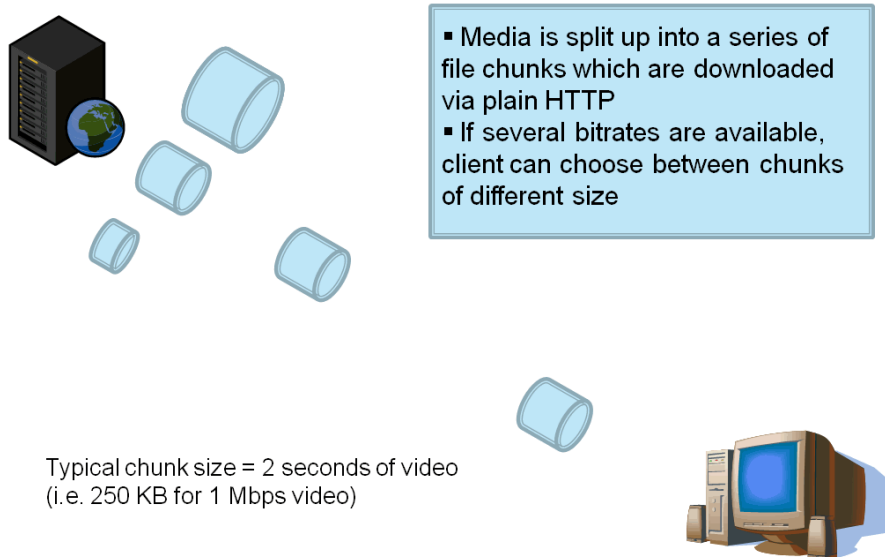 ▪ Media is split up into a series of
file chunks which are downloaded
via plain HTTP
▪ If several bitrates are available,
client can choose between chunks
of different size
Typical chunk size = 2 seconds of video
(i.e. 250 KB for 1 Mbps video)